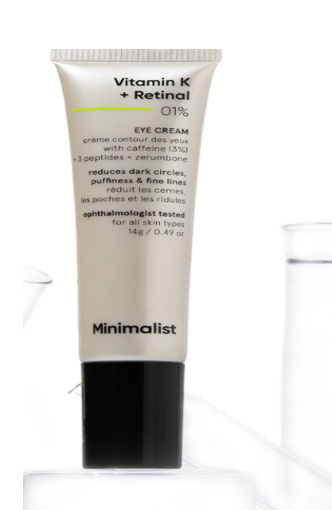 Vitamin K
+ Retinal
01%
EYE CREAM
crème contour des yeux
with caffeine (3%)
+3 peptides + zerumbone
reduces dark circles,
puffiness & fine lines
réduit les cernes,
les poches et les ridules
ophthalmologist tested
for all skin types
14g / 0.49 oz
Minimalist